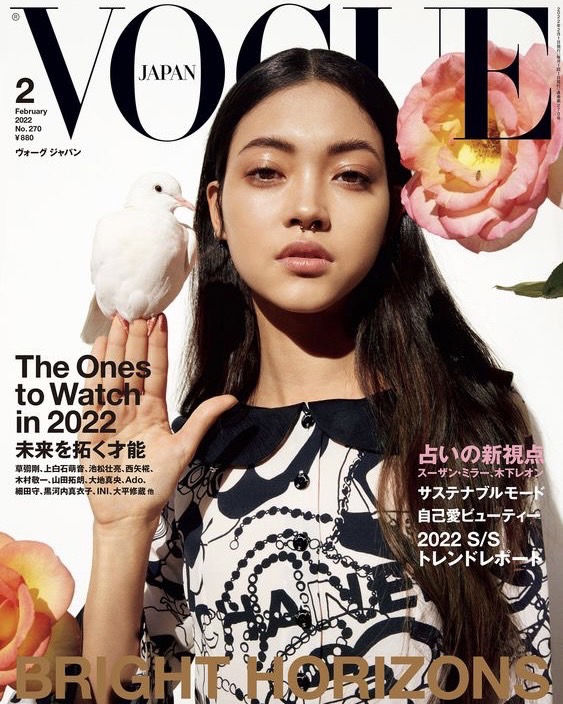 VOGUE
JAPAN
2
February
2022
No. 270
¥880
ヴォーグ ジャパン
The Ones
to Watch
in 2022
未来を拓く才能
草彅剛、上白石萌音、池松壮亮、西矢椛、
木村敬一、山田拓朗、大地真央、Ado、
細田守、黒河内真衣子、INI、大平修蔵 他
占いの新視点
スーザン・ミラー、木下レオン
サステナブルモード
自己愛ビューティー
2022 S/S
トレンドレポート
CHANEL
BRIGHT HORIZONS